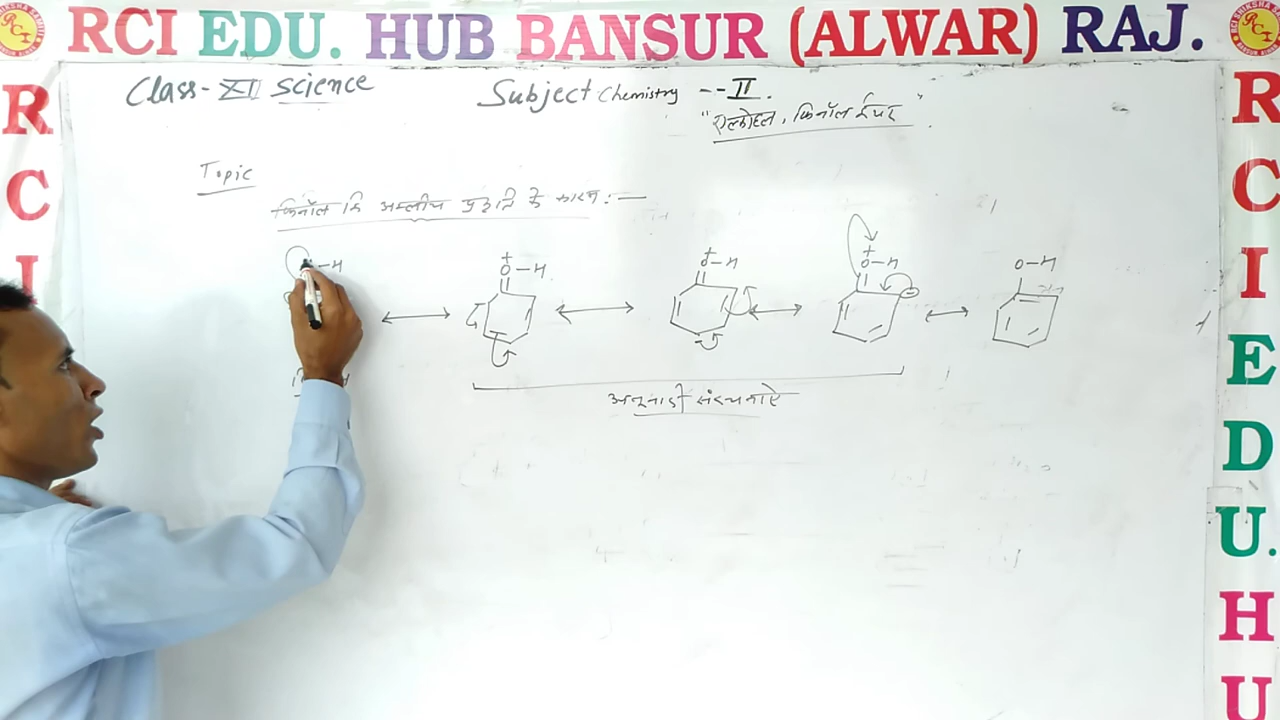 RCI EDU. HUB BANSUR (ALWAR) RAJ.
Class- XII science
Subject Chemistry -- II.
"एल्कोहल, फिनॉल ईथर"
Topic
फिनॉल कि अम्लीय प्रकृति के कारण : —
-H
+
O-H
+
O-H
+
O-H
O-H
अनुनादी संरचनाऐ
R
C
I
R
C
I
E
D
U.
H
U